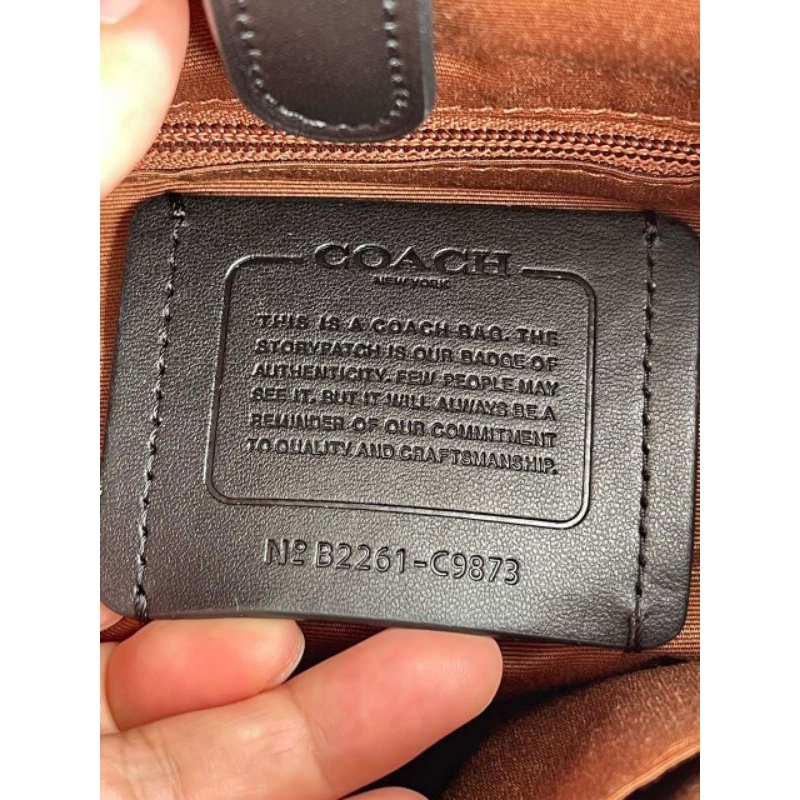 COACH
NEW YORK
THIS IS A COACH BAG. THE
STORYPATCH IS OUR BADGE OF
AUTHENTICITY. FEW PEOPLE MAY
SEE IT. BUT IT WILL ALWAYS BE A
REMINDER OF OUR COMMITMENT
TO QUALITY AND CRAFTSMANSHIP.
Nº B2261-C9873